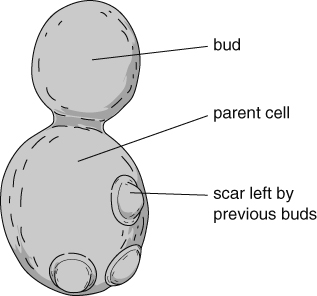 bud
parent cell
scar left by
previous buds